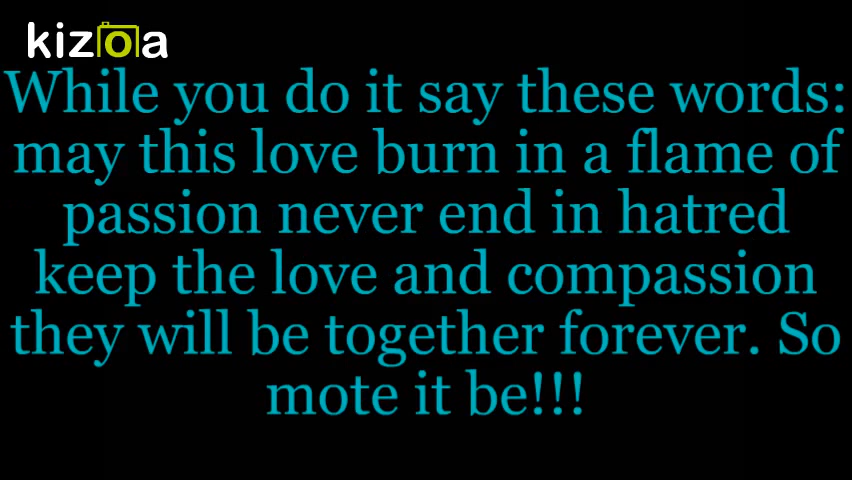 kizoa
While you do it say these words:
may this love burn in a flame of
passion never end in hatred
keep the love and compassion
they will be together forever. So
mote it be!!!